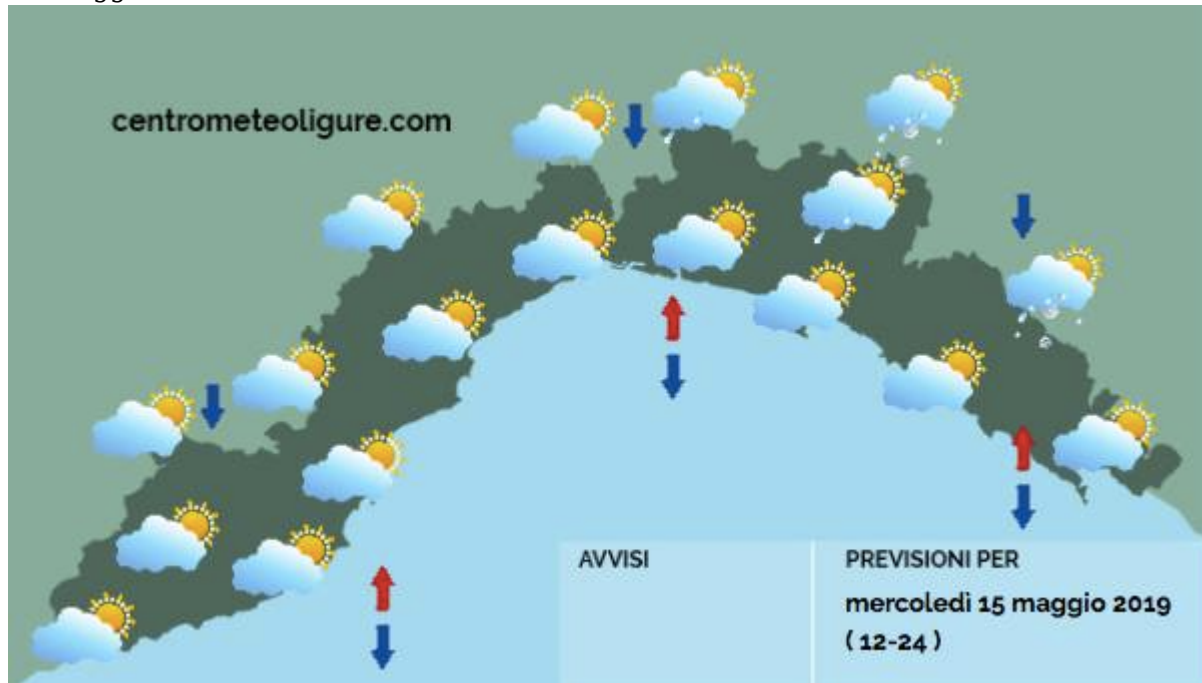 centrometeoligure.com
AVVISI
PREVISIONI PER
mercoledì 15 maggio 2019
( 12-24 )